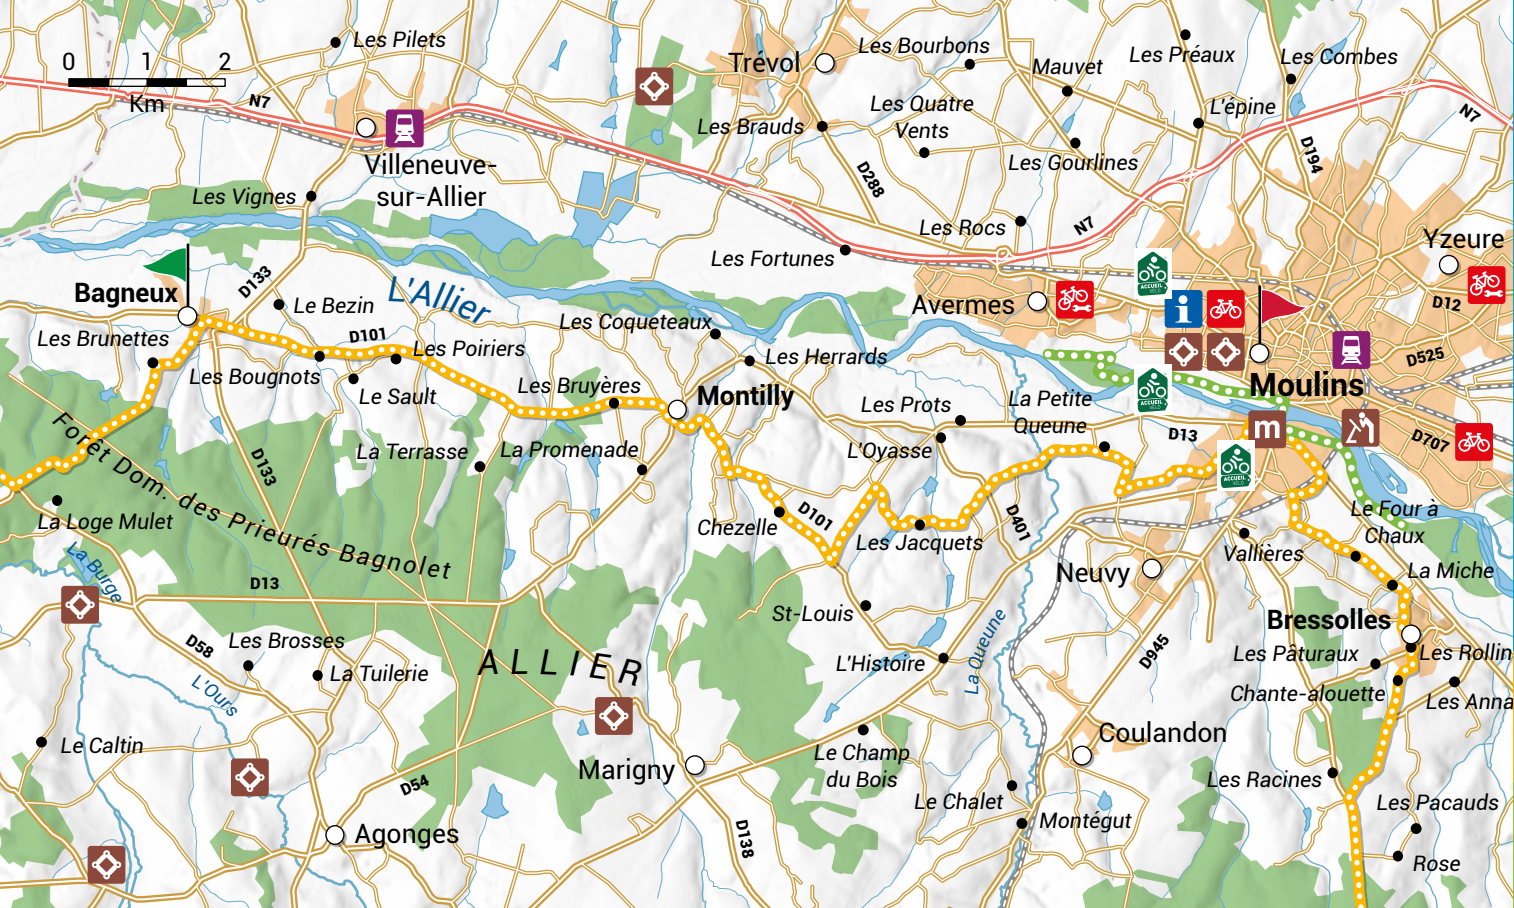 Les Pilets
0 1 2
Km
N7
Trévol
Les Bourbons
Les Préaux
Les Combes
Mauvet
Les Quatre
Vents
L'épine
N7
Les Brauds
Les Gourlines
D194
D288
Villeneuve-
sur-Allier
Les Vignes
Les Rocs
N7
Yzeure
Les Fortunes
Bagneux
D133
Le Bezin
L'Allier
Avermes
ACCUEIL
VÉLO
i
D12
Les Brunettes
D101
Les Poiriers
Les Coqueteaux
Les Herrards
D525
Les Bougnots
Le Sault
Les Bruyères
Montilly
Moulins
ACCUEIL
VÉLO
Les Prots
La Petite
Queune
D13
m
D707
Forêt Dom. des Prieurés Bagnolet
D133
La Terrasse
La Promenade
L'Oyasse
ACCUEIL
VÉLO
La Loge Mulet
Chezelle
D101
Les Jacquets
D401
Le Four à
Chaux
Vallières
La Burge
D13
Neuvy
La Miche
St-Louis
Bressolles
D58
Les Brosses
La Tuilerie
ALLIER
L'Histoire
La Queune
D945
Les Pâturaux
Les Rollin
L'Ours
Chante-alouette
Les Anna
Le Caltin
Coulandon
Marigny
Le Champ
du Bois
Les Racines
D54
Le Chalet
Montégut
Les Pacauds
Agonges
D138
Rose